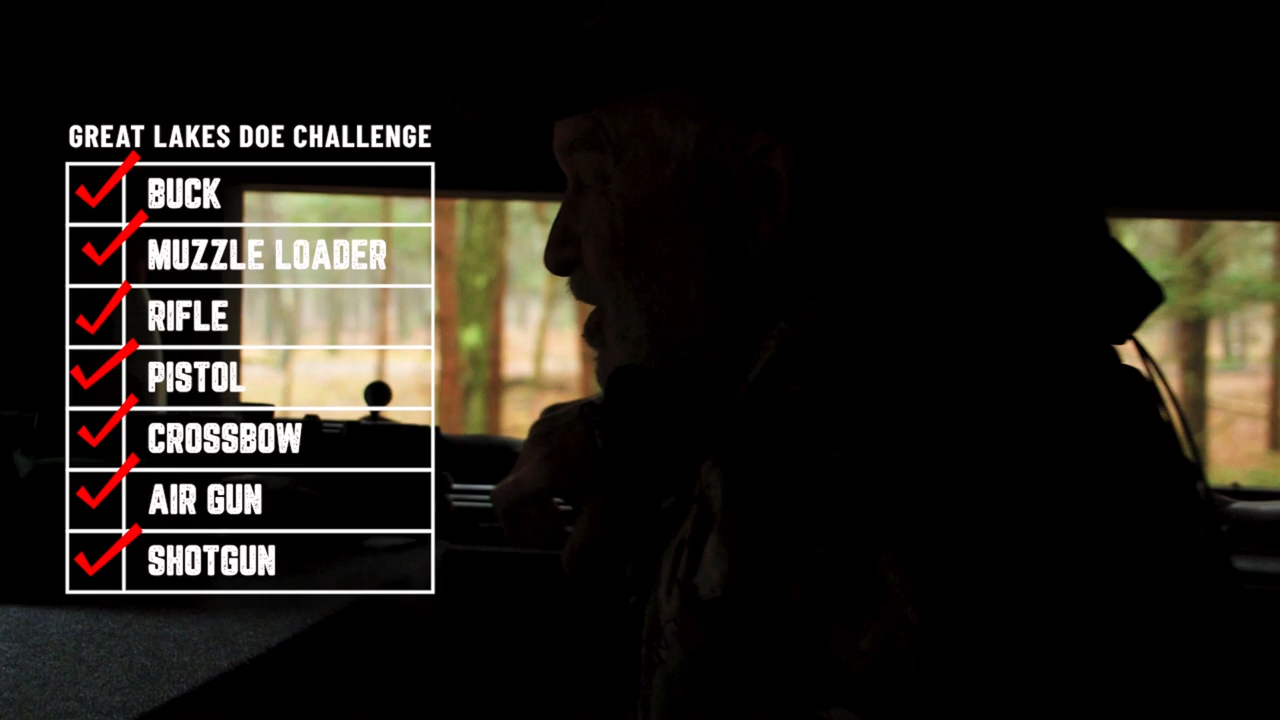 GREAT LAKES DOE CHALLENGE
BUCK
MUZZLE LOADER
RIFLE
PISTOL
CROSSBOW
AIR GUN
SHOTGUN